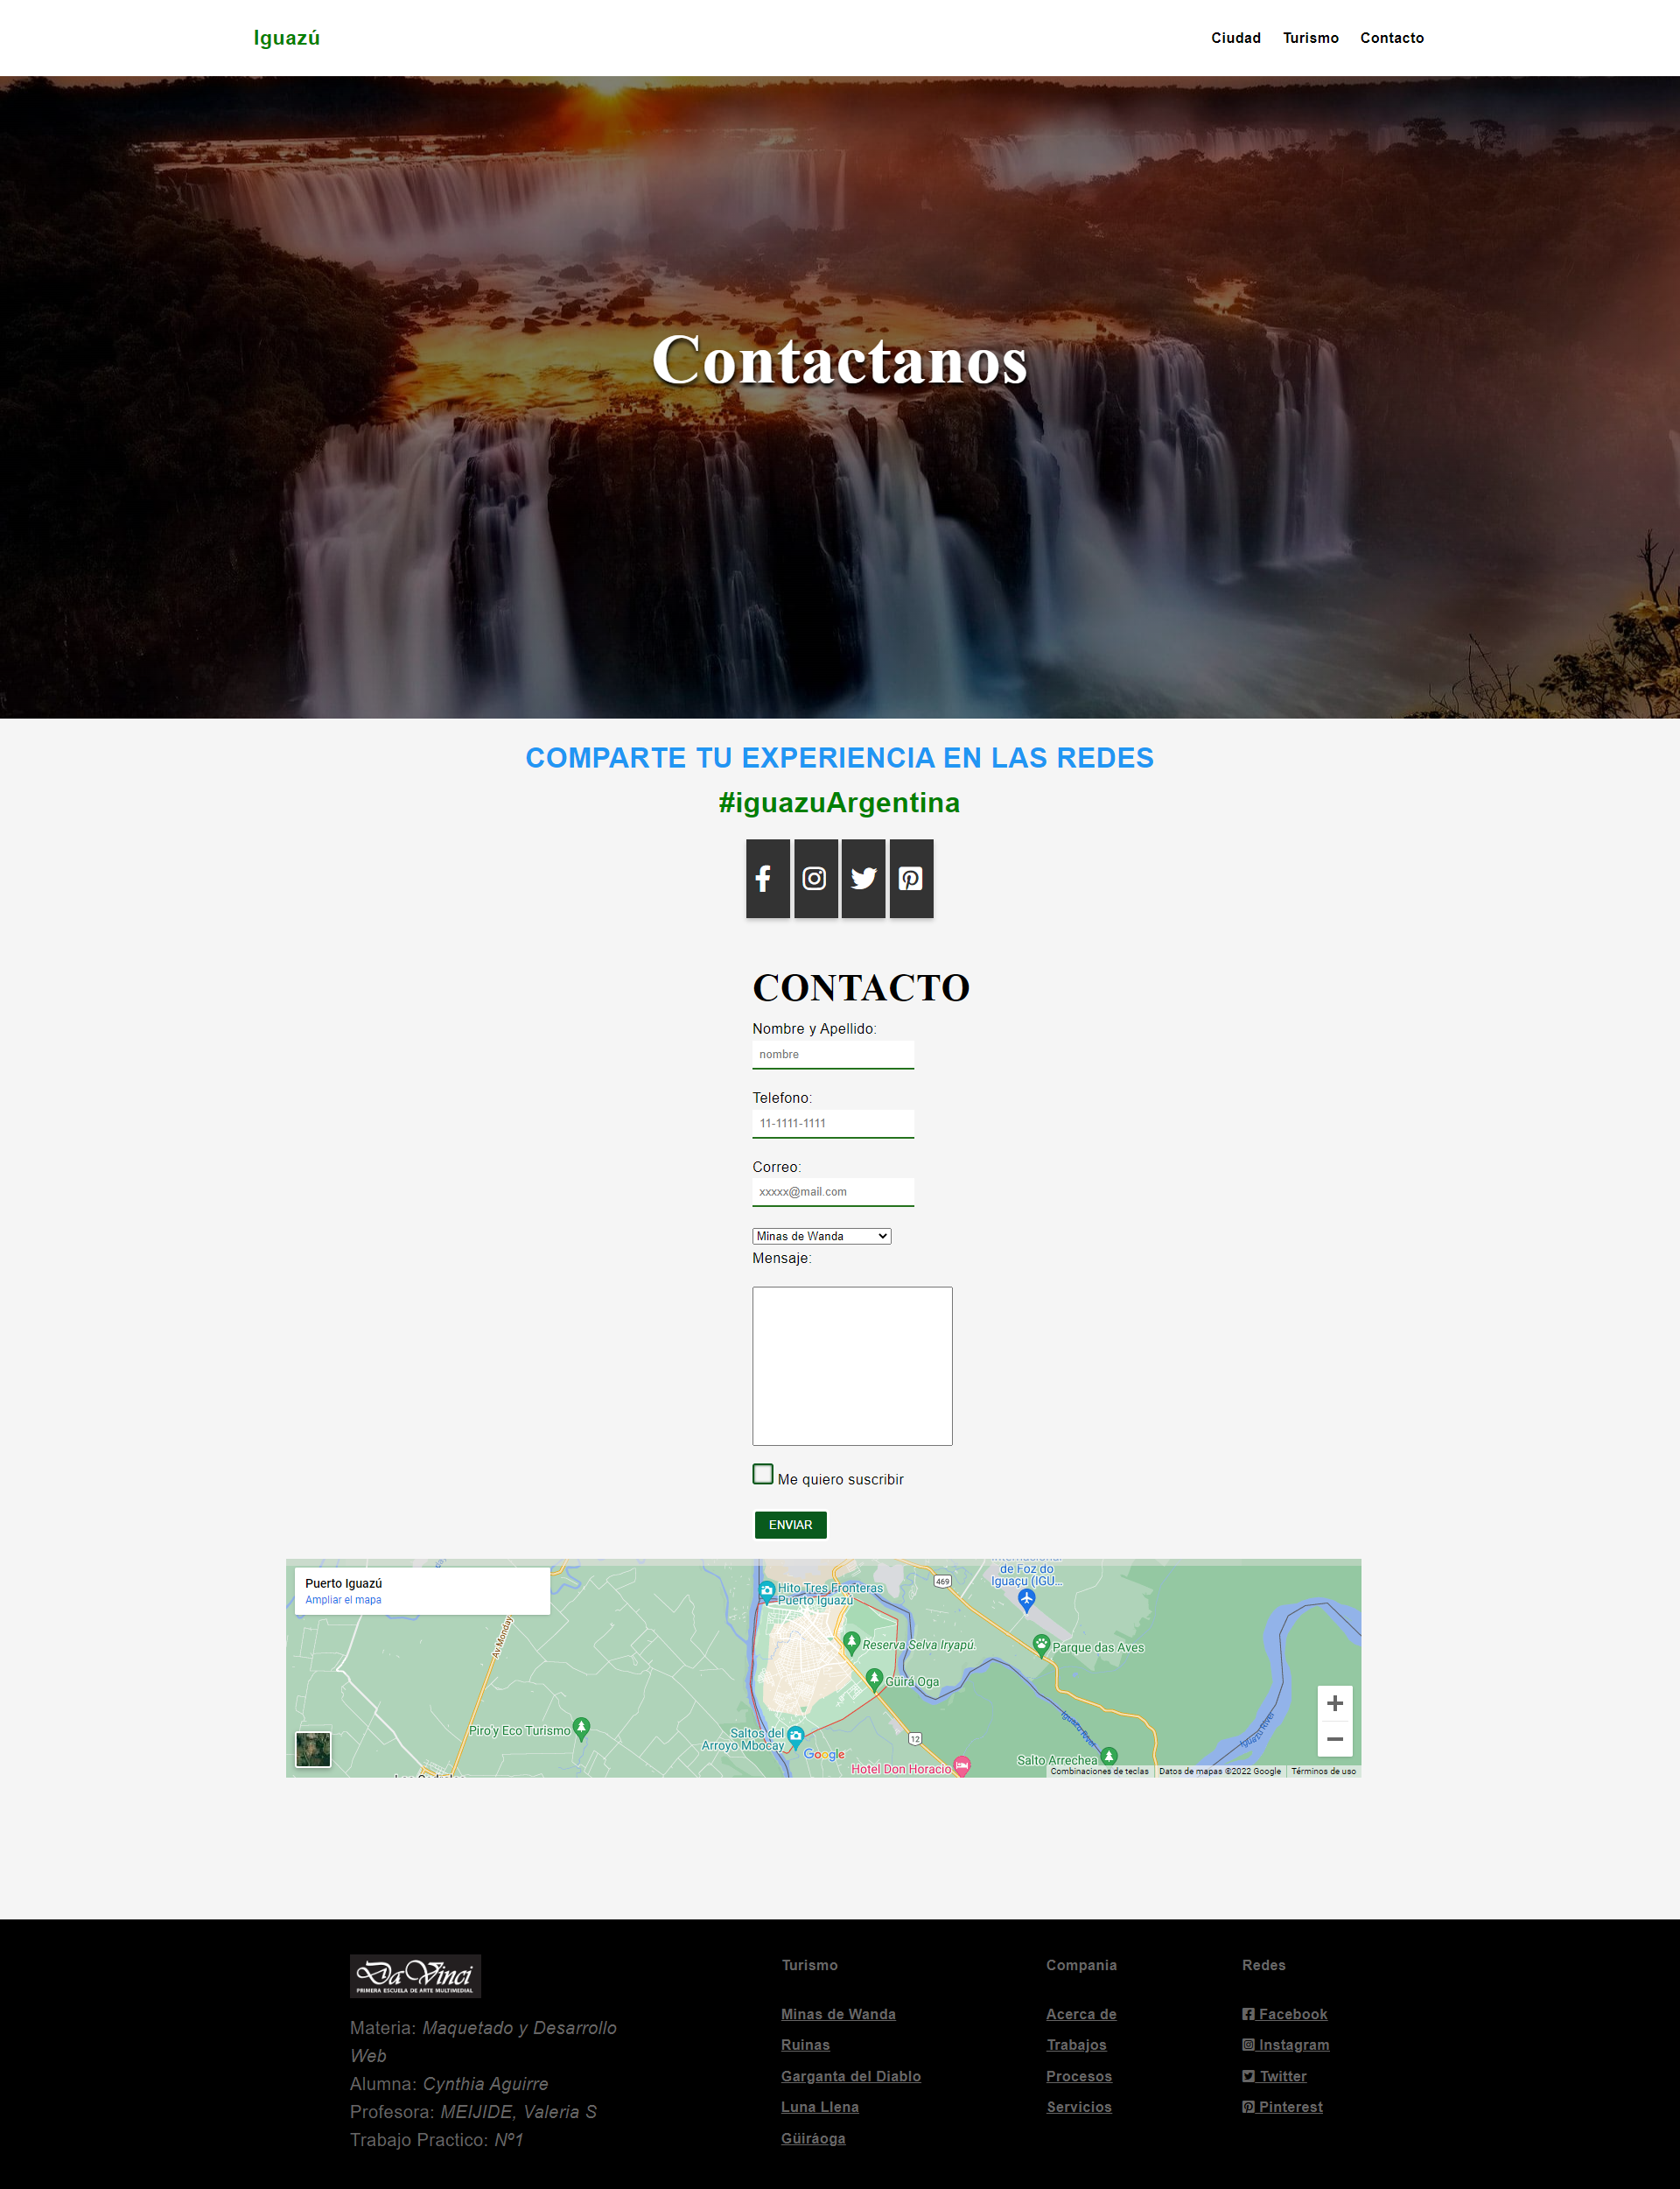 Iguazú
Ciudad Turismo Contacto
Contactanos
COMPARTE TU EXPERIENCIA EN LAS REDES
#iguazuArgentina
CONTACTO
Nombre y Apellido:
nombre
Telefono:
11-1111-1111
Correo:
xxxxx@mail.com
Minas de Wanda
Mensaje:
Me quiero suscribir
ENVIAR
Puerto Iguazú
Ampliar el mapa
Av. Monday
Hito Tres Fronteras
Puerto Iguazú
469
de Foz do
Iguaçu (IGU...
Reserva Selva Iryapú.
Parque das Aves
Güirá Oga
Piro'y Eco Turismo
Saltos del
Arroyo Mbocay
Google
12
Iguazu River
Iguaçu River
Salto Arrechea
Hotel Don Horacio
Combinaciones de teclas Datos de mapas ©2022 Google Términos de uso
Da Vinci
PRIMERA ESCUELA DE ARTE MULTIMEDIAL
Materia: Maquetado y Desarrollo
Web
Alumna: Cynthia Aguirre
Profesora: MEIJIDE, Valeria S
Trabajo Practico: Nº1
Turismo
Minas de Wanda
Ruinas
Garganta del Diablo
Luna Llena
Güiráoga
Compania
Acerca de
Trabajos
Procesos
Servicios
Redes
Facebook
Instagram
Twitter
Pinterest